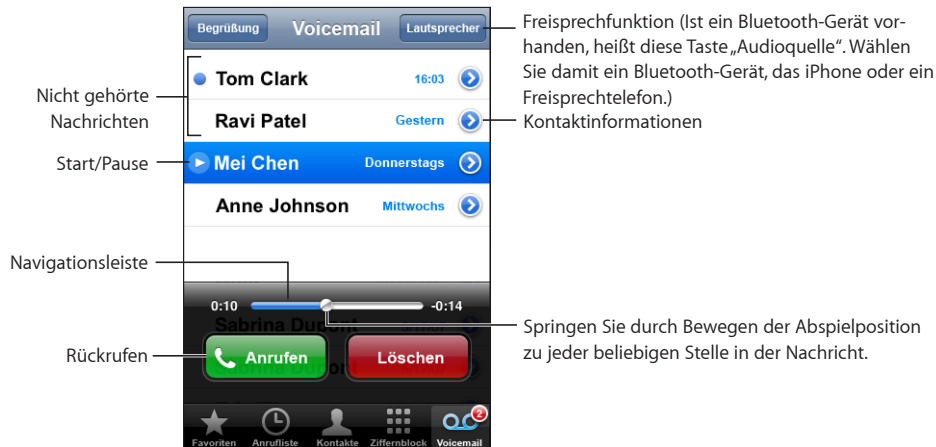 Begrüßung Voicemail Lautsprecher
Tom Clark 16:03
Ravi Patel Gestern
Mei Chen Donnerstags
Anne Johnson Mittwochs
0:10 -0:14
Sabrina Dupont
Anrufen Löschen
2
Favoriten Anrufliste Kontakte Ziffernblock Voicemail
Nicht gehörte
Nachrichten
Start/Pause
Navigationsleiste
Rückrufen
Freisprechfunktion (Ist ein Bluetooth-Gerät vor-
handen, heißt diese Taste „Audioquelle“. Wählen
Sie damit ein Bluetooth-Gerät, das iPhone oder ein
Freisprechtelefon.)
Kontaktinformationen
Springen Sie durch Bewegen der Abspielposition
zu jeder beliebigen Stelle in der Nachricht.